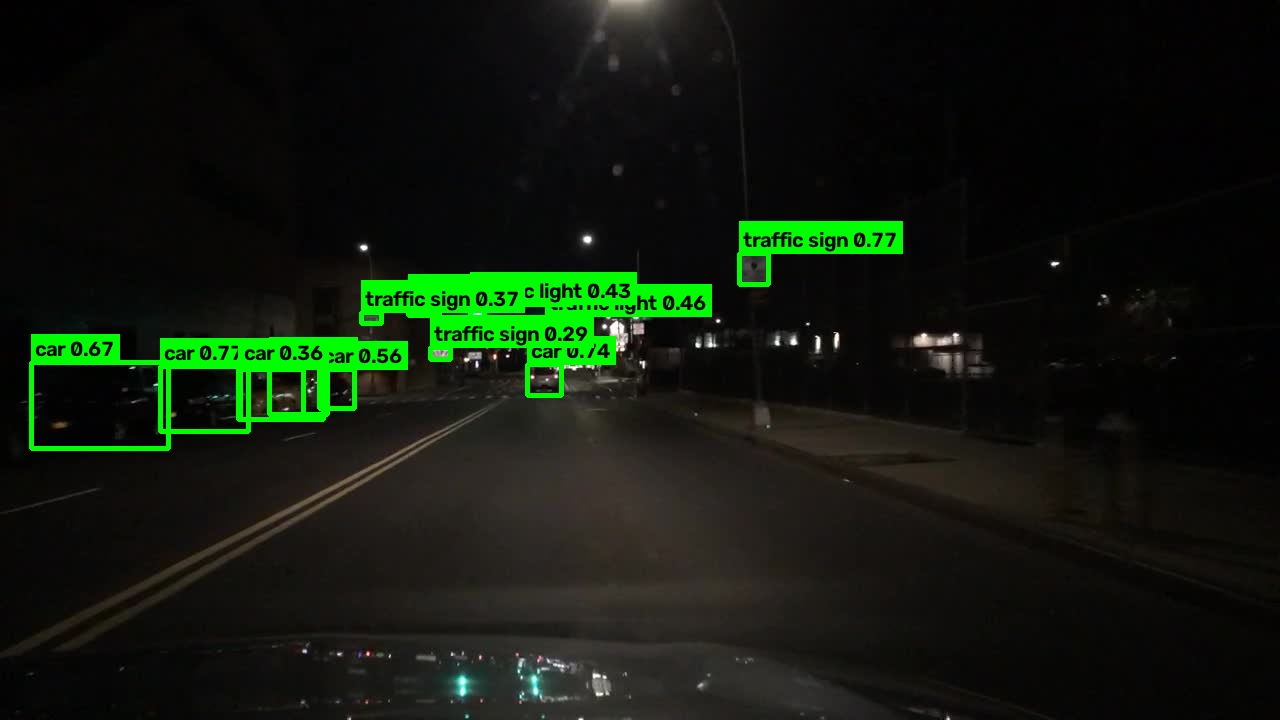 traffic sign 0.77
traffic sign 0.37
c light 0.43
traffic light 0.46
traffic sign 0.29
car 0.67
car 0.77
car 0.36
car 0.56
car 0.74